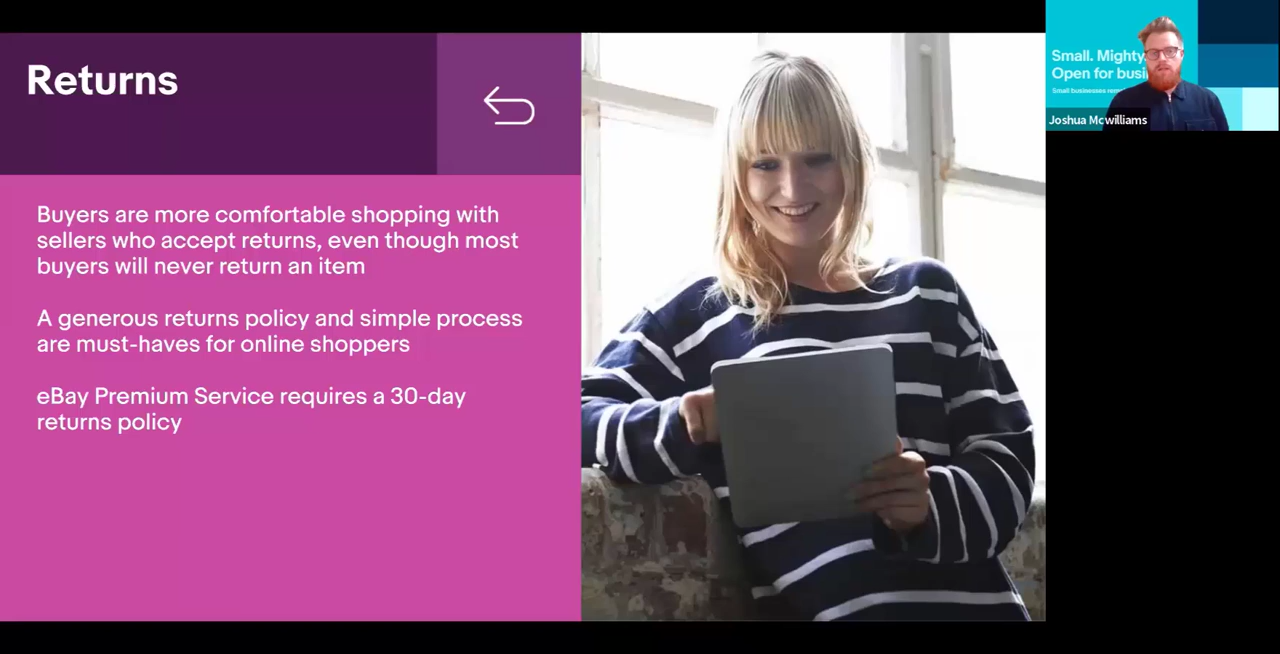 Returns
Buyers are more comfortable shopping with
sellers who accept returns, even though most
buyers will never return an item
A generous returns policy and simple process
are must-haves for online shoppers
eBay Premium Service requires a 30-day
returns policy
Small. Mighty.
Open for
Small businesses
Joshua Mcwilliams